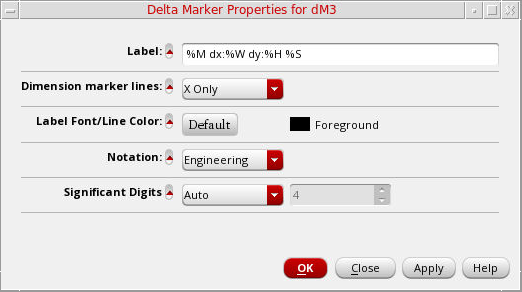 Delta Marker Properties for dM3
Label: %M dx:%W dy:%H %S
Dimension marker lines: X Only
Label Font/Line Color: Default Foreground
Notation: Engineering
Significant Digits Auto 4
OK Close Apply Help